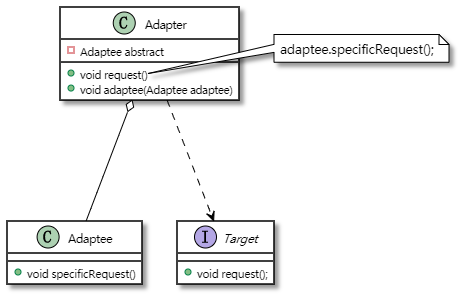 C Adapter
Adaptee abstract
void request()
void adaptee(Adaptee adaptee)
adaptee.specificRequest();
C Adaptee
void specificRequest()
I Target
void request();